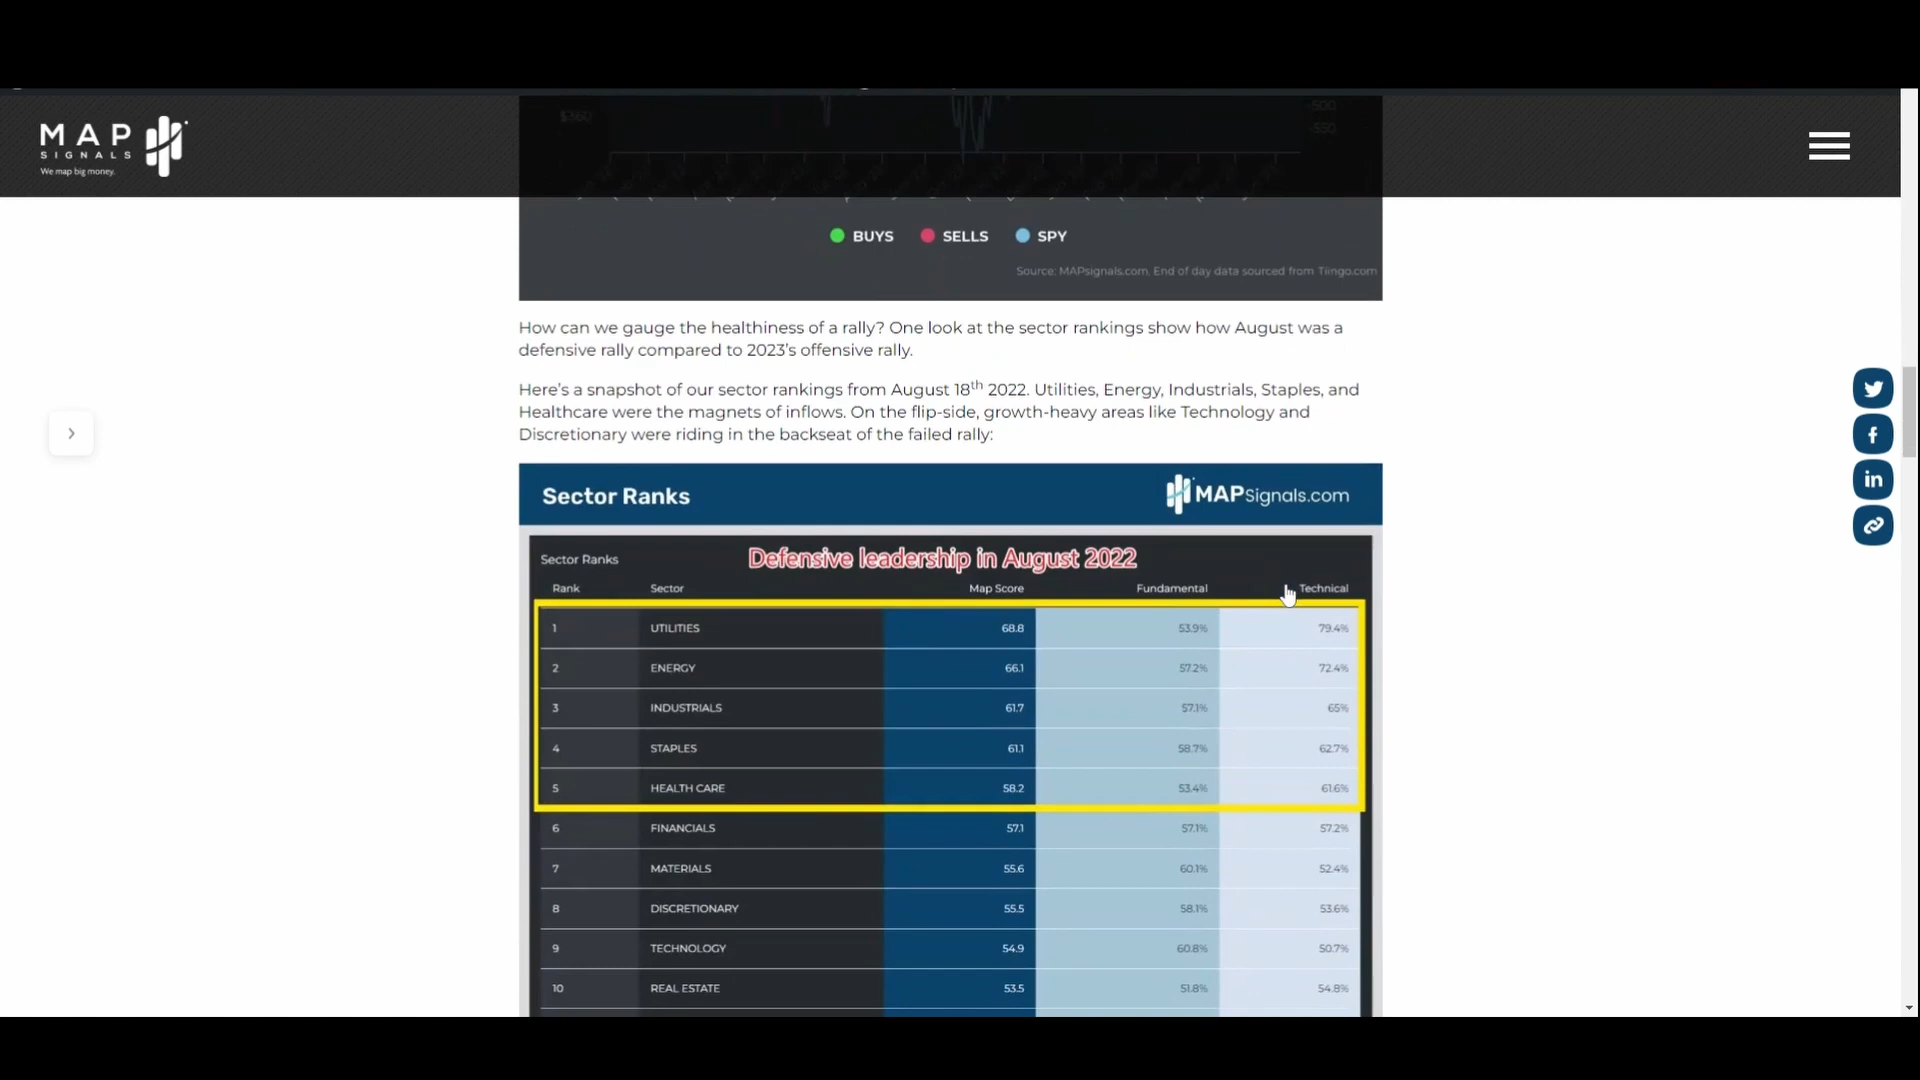 MAP
SIGNALS
We map big money.
$360
-500
-550
BUYS SELLS SPY
Source: MAPsignals.com. End of day data sourced from Tiingo.com
How can we gauge the healthiness of a rally? One look at the sector rankings show how August was a
defensive rally compared to 2023’s offensive rally.
Here’s a snapshot of our sector rankings from August 18th 2022. Utilities, Energy, Industrials, Staples, and
Healthcare were the magnets of inflows. On the flip-side, growth-heavy areas like Technology and
Discretionary were riding in the backseat of the failed rally:
Sector Ranks MAPSignals.com
Sector Ranks Defensive leadership in August 2022
Rank Sector Map Score Fundamental Technical
1 UTILITIES 68.8 53.9% 79.4%
2 ENERGY 66.1 57.2% 72.4%
3 INDUSTRIALS 61.7 57.1% 65%
4 STAPLES 61.1 58.7% 62.7%
5 HEALTH CARE 58.2 53.4% 61.6%
6 FINANCIALS 57.1 57.1% 57.2%
7 MATERIALS 55.6 60.1% 52.4%
8 DISCRETIONARY 55.5 58.1% 53.6%
9 TECHNOLOGY 54.9 60.8% 50.7%
10 REAL ESTATE 53.5 51.8% 54.8%